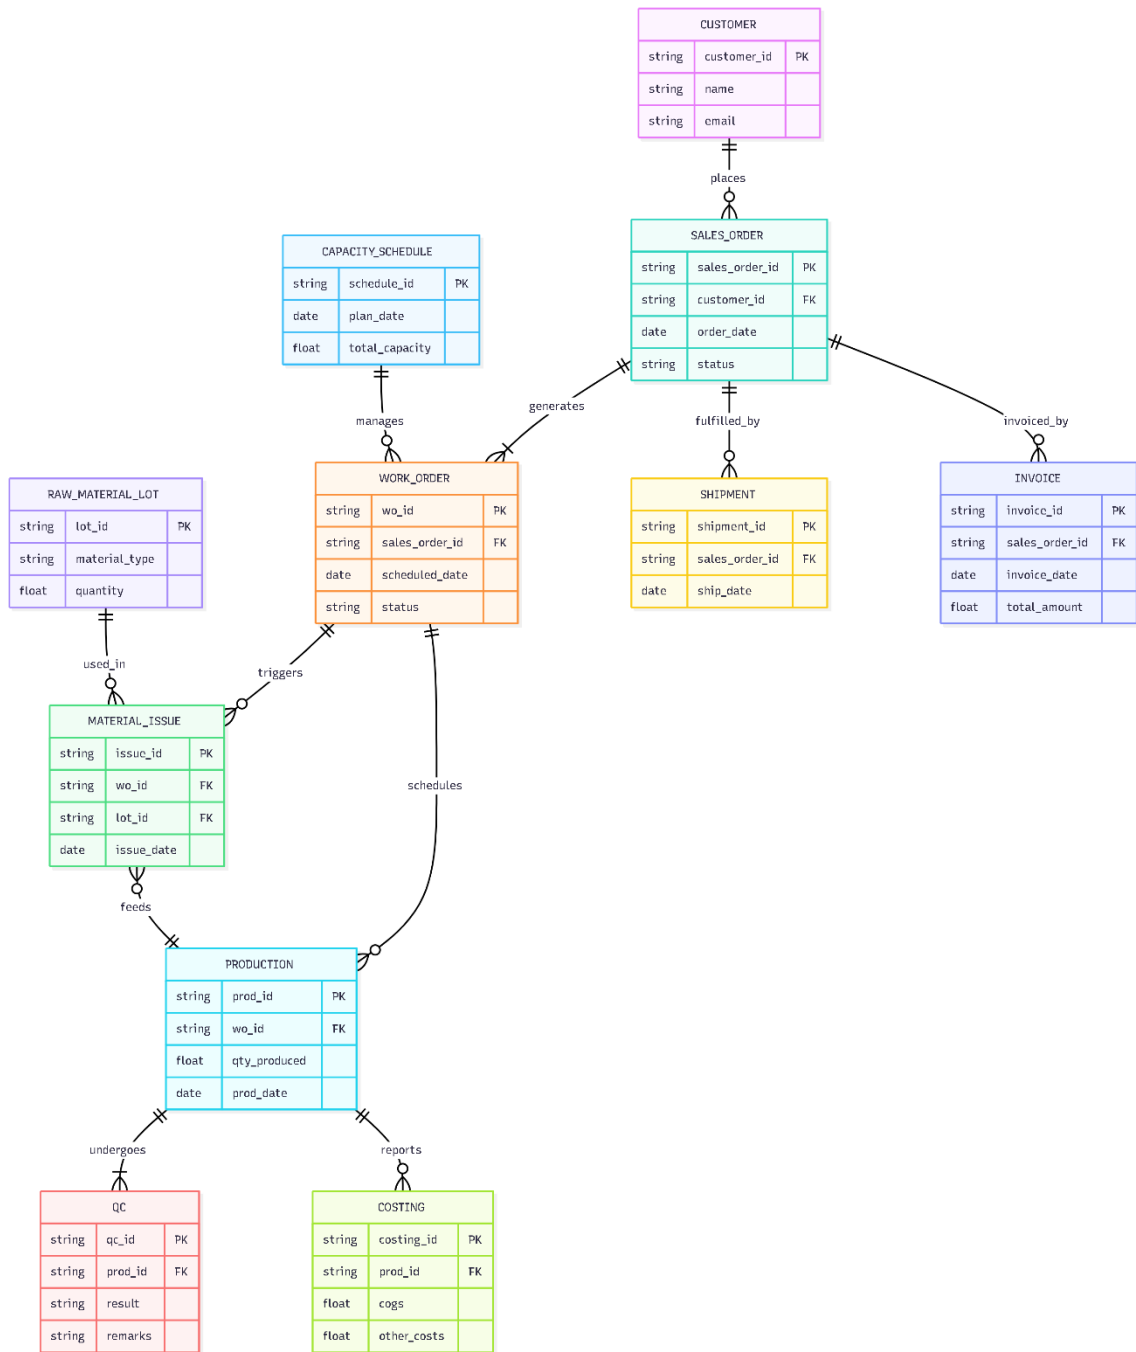 CUSTOMER
string customer_id PK
string name
string email
places
SALES_ORDER
string sales_order_id PK
string customer_id FK
date order_date
string status
CAPACITY_SCHEDULE
string schedule_id PK
date plan_date
float total_capacity
manages
generates
fulfilled_by
invoiced_by
WORK_ORDER
string wo_id PK
string sales_order_id FK
date scheduled_date
string status
SHIPMENT
string shipment_id PK
string sales_order_id FK
date ship_date
INVOICE
string invoice_id PK
string sales_order_id FK
date invoice_date
float total_amount
RAW_MATERIAL_LOT
string lot_id PK
string material_type
float quantity
used_in
triggers
MATERIAL_ISSUE
string issue_id PK
string wo_id FK
string lot_id FK
date issue_date
schedules
feeds
PRODUCTION
string prod_id PK
string wo_id FK
float qty_produced
date prod_date
undergoes
reports
QC
string qc_id PK
string prod_id FK
string result
string remarks
COSTING
string costing_id PK
string prod_id FK
float cogs
float other_costs